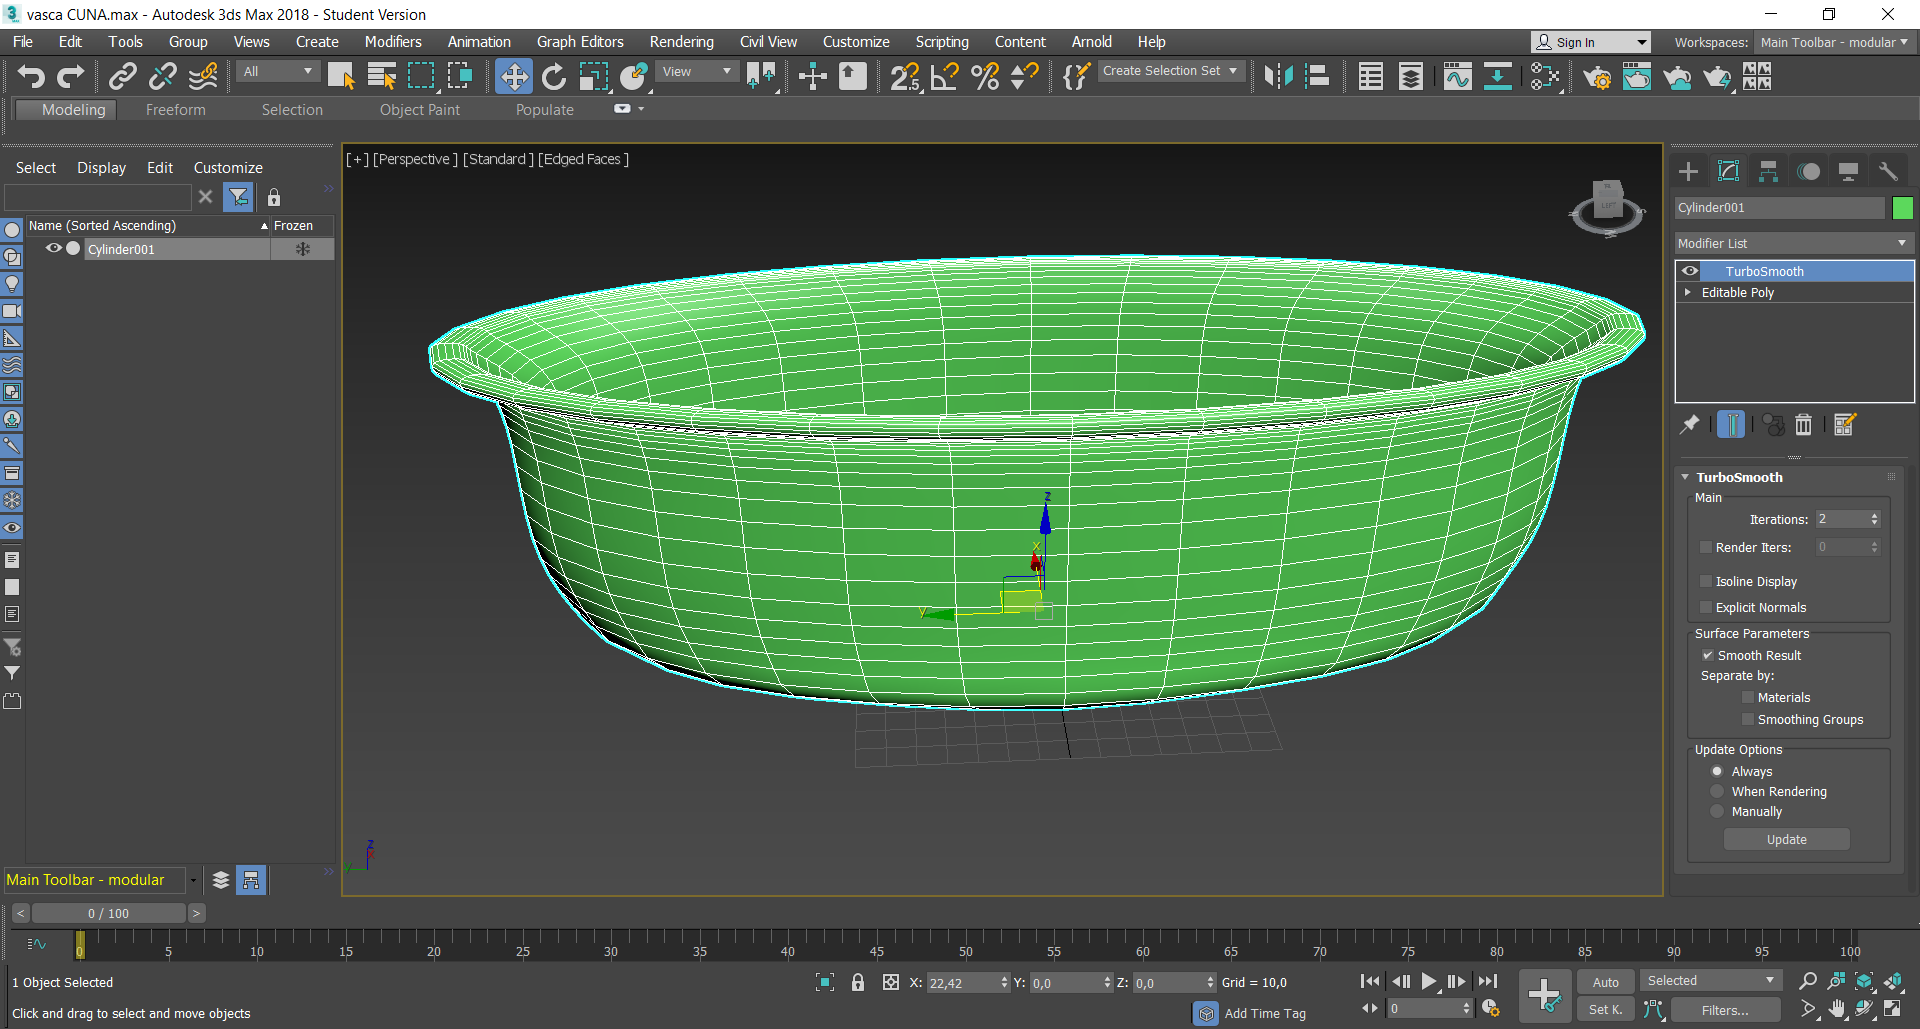 vasca CUNA.max - Autodesk 3ds Max 2018 - Student Version
File Edit Tools Group Views Create Modifiers Animation Graph Editors Rendering Civil View Customize Scripting Content Arnold Help
Sign In
Workspaces: Main Toolbar - modular
All
View
Create Selection Set
Modeling Freeform Selection Object Paint Populate
Select Display Edit Customize
Name (Sorted Ascending) Frozen
Cylinder001
[+] [Perspective ] [Standard ] [Edged Faces ]
LEFT
z
x
y
z
x
y
Cylinder001
Modifier List
TurboSmooth
Editable Poly
TurboSmooth
Main
Iterations: 2
Render Iters: 0
Isoline Display
Explicit Normals
Surface Parameters
Smooth Result
Separate by:
Materials
Smoothing Groups
Update Options
Always
When Rendering
Manually
Update
Main Toolbar - modular
< 0 / 100 >
0 5 10 15 20 25 30 35 40 45 50 55 60 65 70 75 80 85 90 95 100
1 Object Selected
X: 22,42 Y: 0,0 Z: 0,0 Grid = 10,0
Auto Selected
Click and drag to select and move objects
Add Time Tag
0
Set K. Filters...